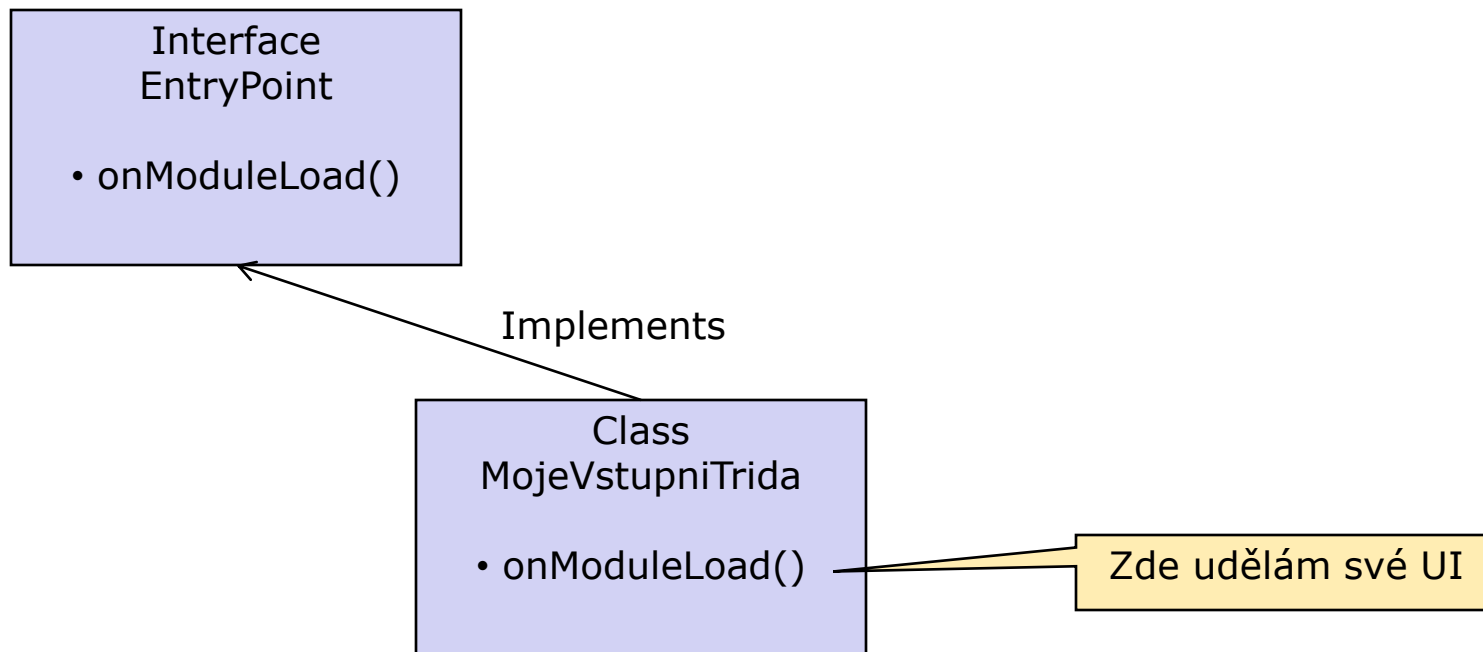 Interface
EntryPoint
• onModuleLoad()
Implements
Class
MojeVstupniTrida
• onModuleLoad()
Zde udělám své UI